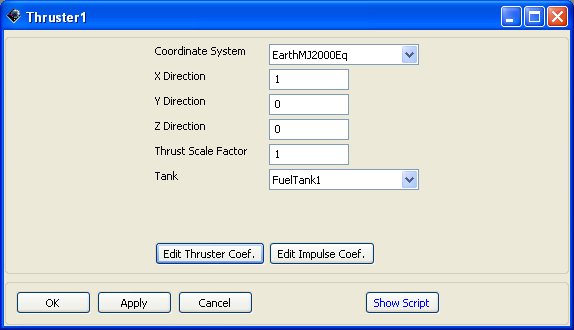 Thruster1
Coordinate System EarthMJ2000Eq
X Direction 1
Y Direction 0
Z Direction 0
Thrust Scale Factor 1
Tank FuelTank1
Edit Thruster Coef. Edit Impulse Coef.
OK Apply Cancel Show Script